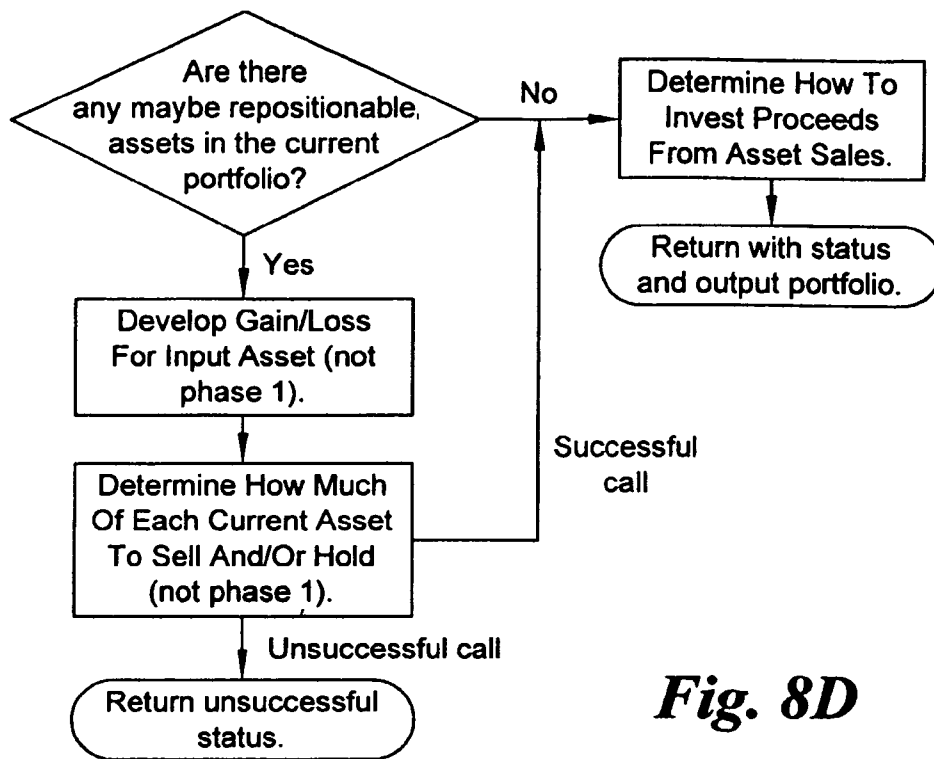 Are there
any maybe repositionable
assets in the current
portfolio?
No
Determine How To
Invest Proceeds
From Asset Sales.
Return with status
and output portfolio.
Yes
Develop Gain/Loss
For Input Asset (not
phase 1).
Successful
call
Determine How Much
Of Each Current Asset
To Sell And/Or Hold
(not phase 1).
Unsuccessful call
Return unsuccessful
status.
Fig. 8D